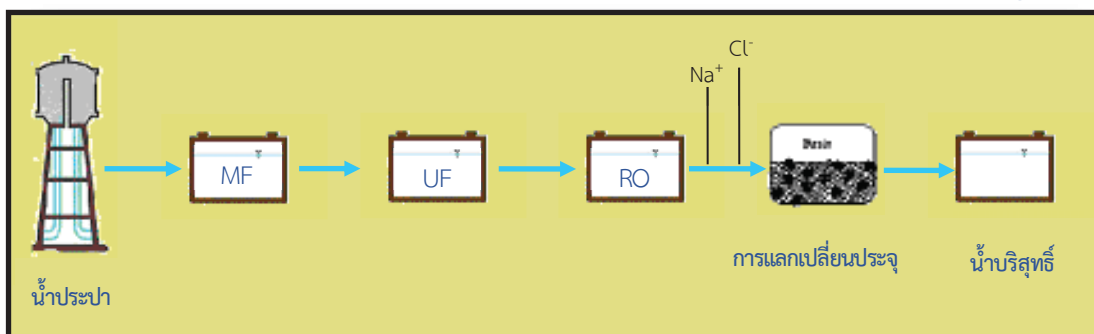 Cl⁻
Na⁺
MF
UF
RO
Resin
การแลกเปลี่ยนประจุ
น้ำบริสุทธิ์
น้ำประปา